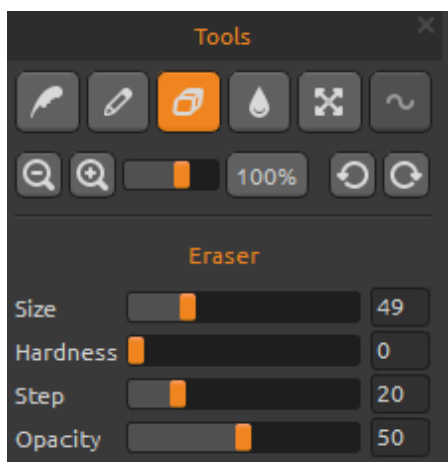 Tools
100%
Eraser
Size 49
Hardness 0
Step 20
Opacity 50